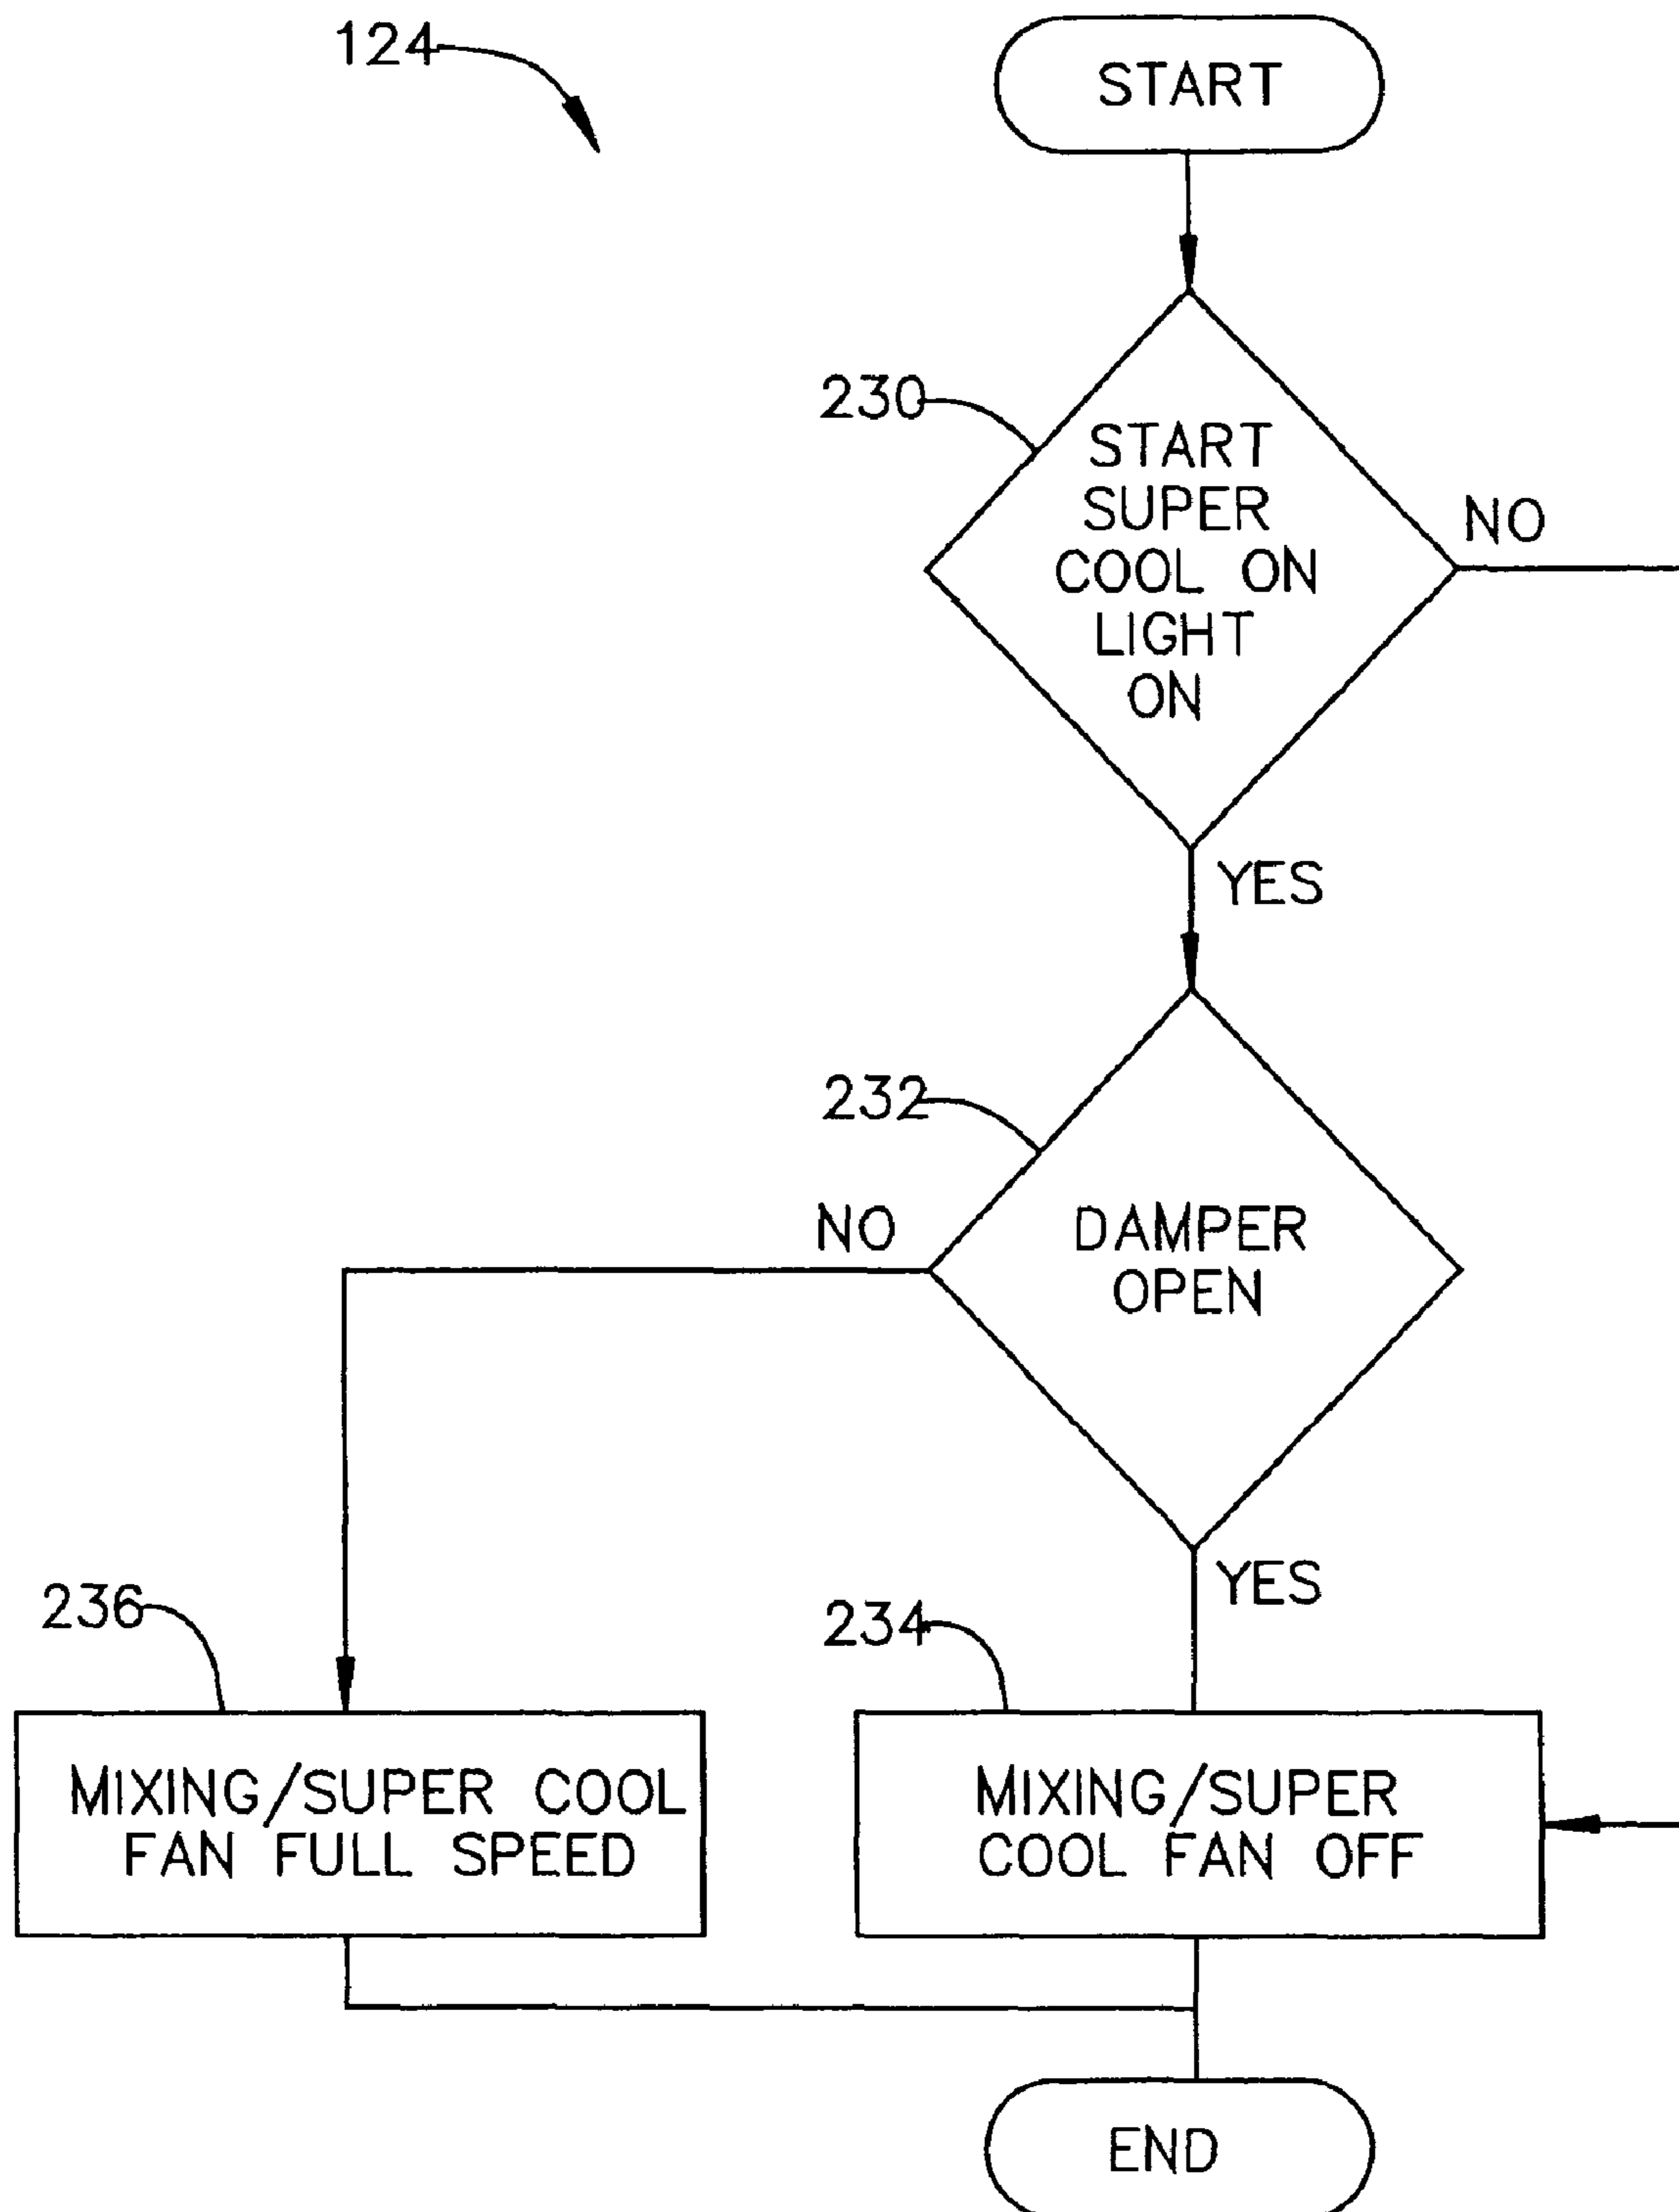 124
START
230
START
SUPER
COOL ON
LIGHT
ON
NO
YES
232
NO
DAMPER
OPEN
YES
236
234
MIXING/SUPER COOL
FAN FULL SPEED
MIXING/SUPER
COOL FAN OFF
END